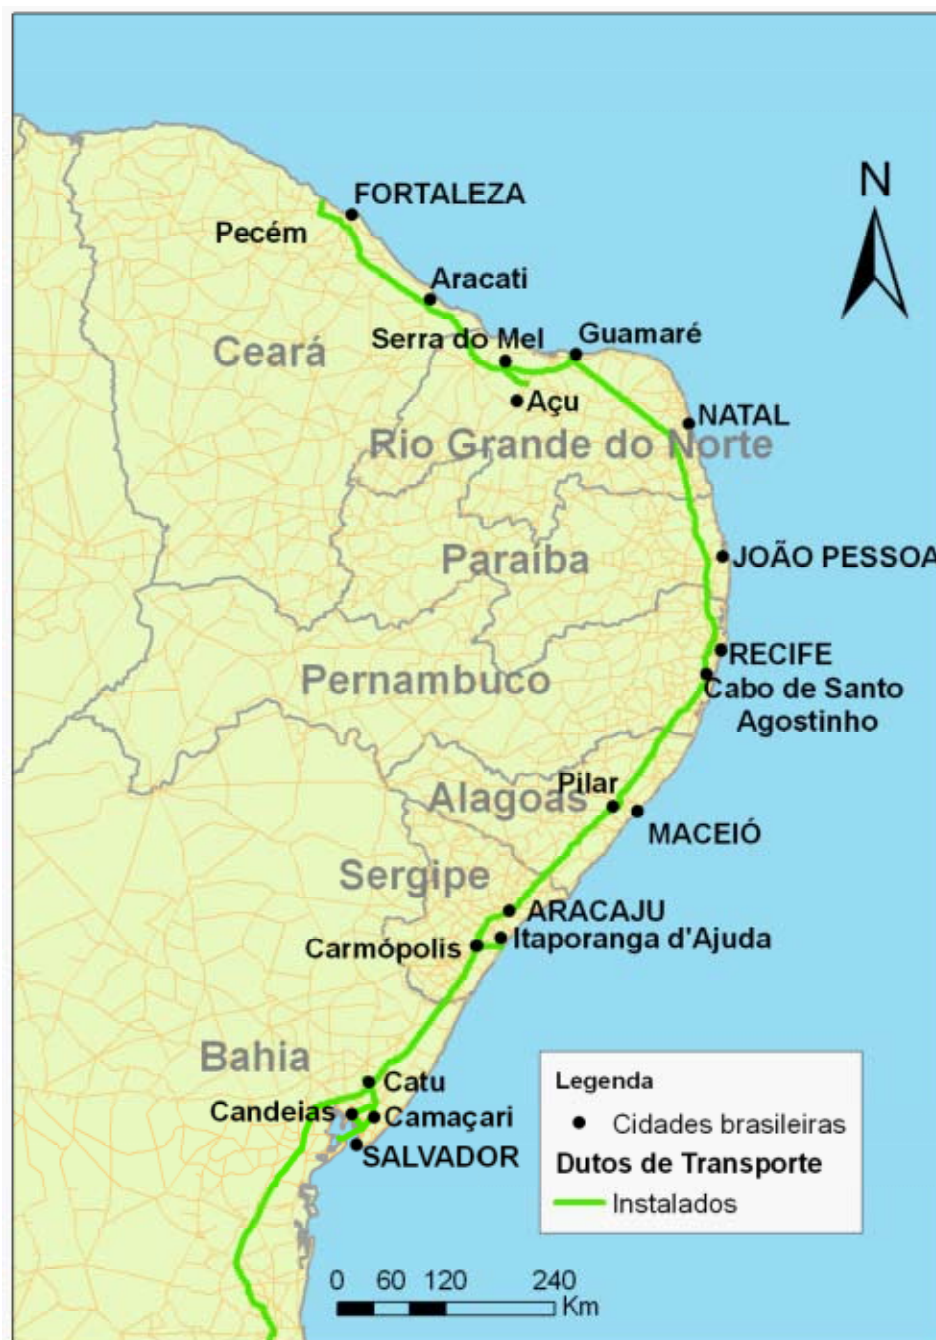 N
FORTALEZA
Pecém
Aracati
Ceará
Serra do Mel
Guamaré
Açu
NATAL
Rio Grande do Norte
Paraíba
JOÃO PESSOA
RECIFE
Pernambuco
Cabo de Santo
Agostinho
Pilar
Alagoas
MACEIÓ
Sergipe
ARACAJU
Carmópolis
Itaporanga d'Ajuda
Bahia
Catu
Candeias
Camaçari
SALVADOR
Legenda
Cidades brasileiras
Dutos de Transporte
Instalados
0 60 120 240
Km